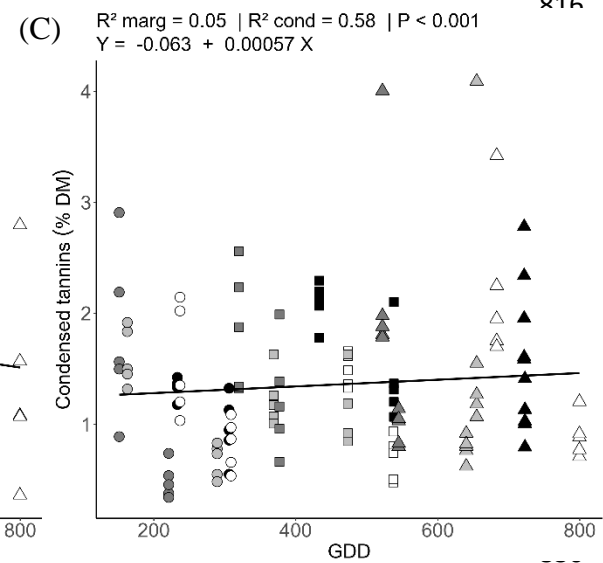 (C)
R² marg = 0.05 | R² cond = 0.58 | P < 0.001
Y = -0.063 + 0.00057 X
Condensed tannins (% DM)
4
3
2
1
800
200
400
600
800
GDD